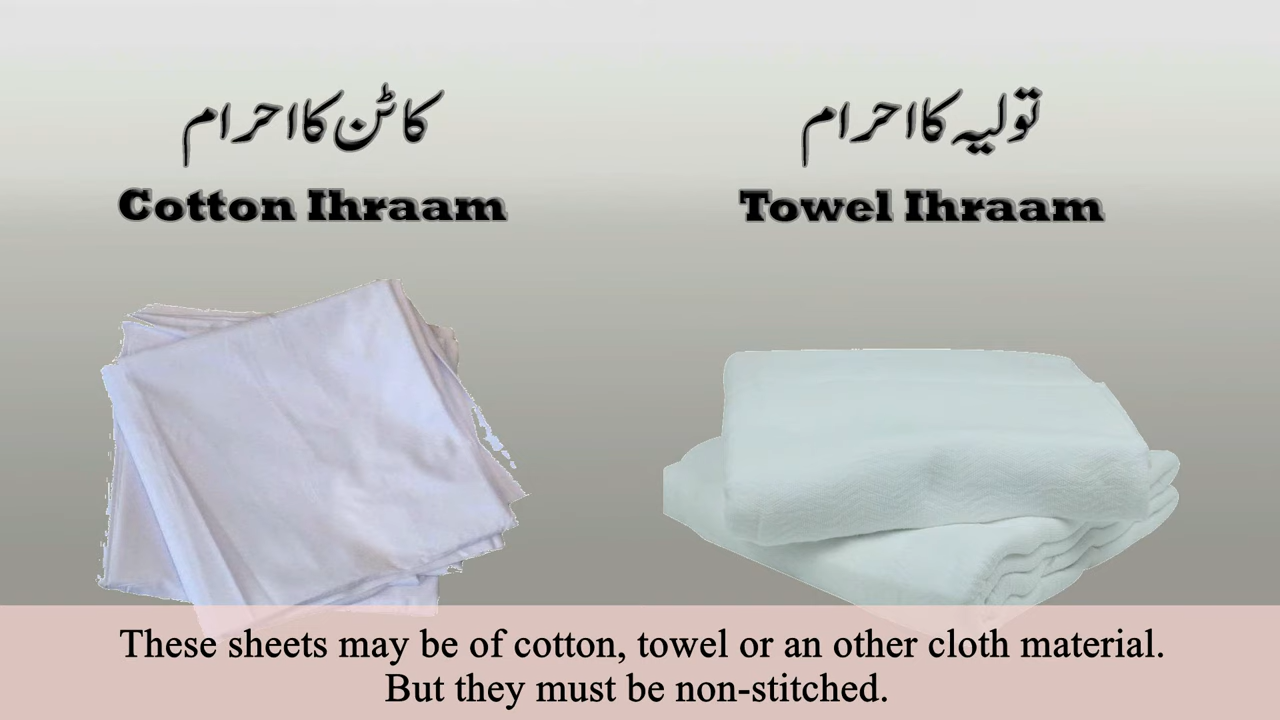 کاٹن کا احرام
Cotton Ihraam
تولیہ کا احرام
Towel Ihraam
These sheets may be of cotton, towel or an other cloth material.
But they must be non-stitched.